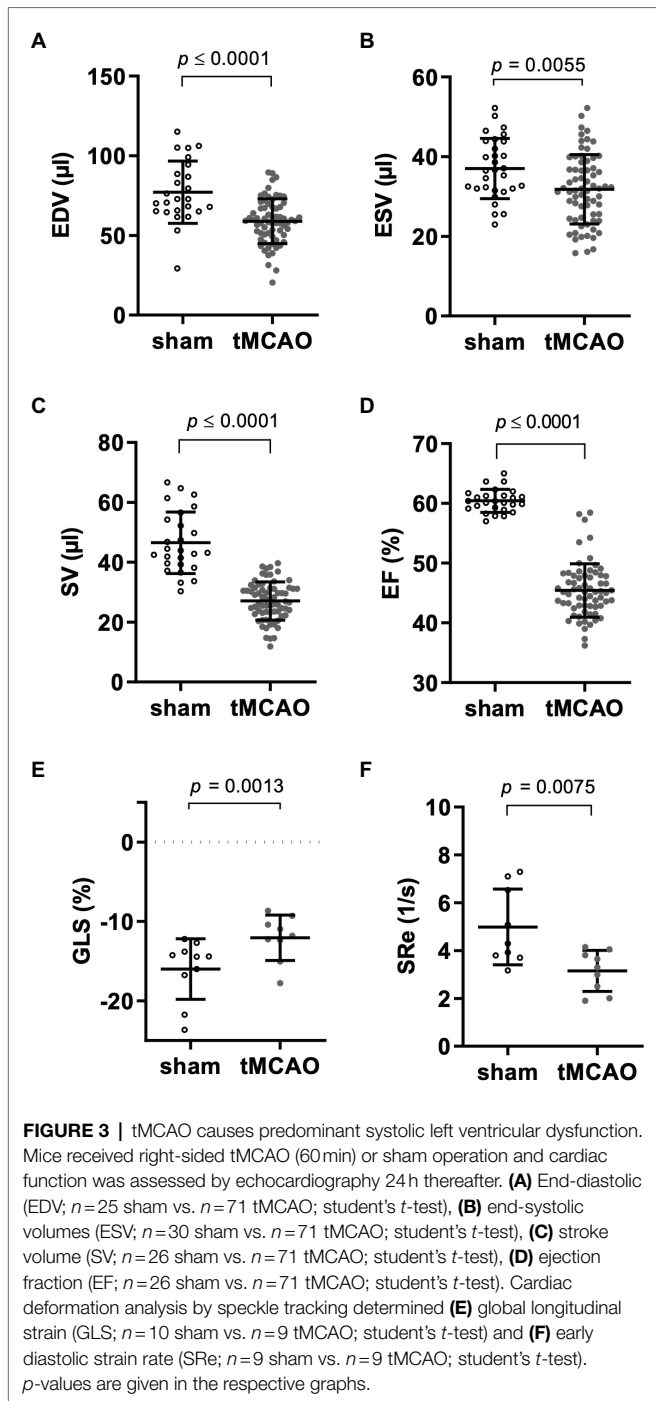 A
p ≤ 0.0001
150
100
50
0
EDV (µl)
sham tMCAO
B
p = 0.0055
60
40
20
0
ESV (µl)
sham tMCAO
C
p ≤ 0.0001
80
60
40
20
0
SV (µl)
sham tMCAO
D
p ≤ 0.0001
70
60
50
40
30
EF (%)
sham tMCAO
E
p = 0.0013
0
-10
-20
GLS (%)
sham tMCAO
F
p = 0.0075
10
8
6
4
2
0
SRe (1/s)
sham tMCAO
FIGURE 3 | tMCAO causes predominant systolic left ventricular dysfunction.
Mice received right-sided tMCAO (60 min) or sham operation and cardiac
function was assessed by echocardiography 24 h thereafter. (A) End-diastolic
(EDV; n = 25 sham vs. n = 71 tMCAO; student's t-test), (B) end-systolic
volumes (ESV; n = 30 sham vs. n = 71 tMCAO; student's t-test), (C) stroke
volume (SV; n = 26 sham vs. n = 71 tMCAO; student's t-test), (D) ejection
fraction (EF; n = 26 sham vs. n = 71 tMCAO; student's t-test). Cardiac
deformation analysis by speckle tracking determined (E) global longitudinal
strain (GLS; n = 10 sham vs. n = 9 tMCAO; student's t-test) and (F) early
diastolic strain rate (SRe; n = 9 sham vs. n = 9 tMCAO; student's t-test).
p-values are given in the respective graphs.